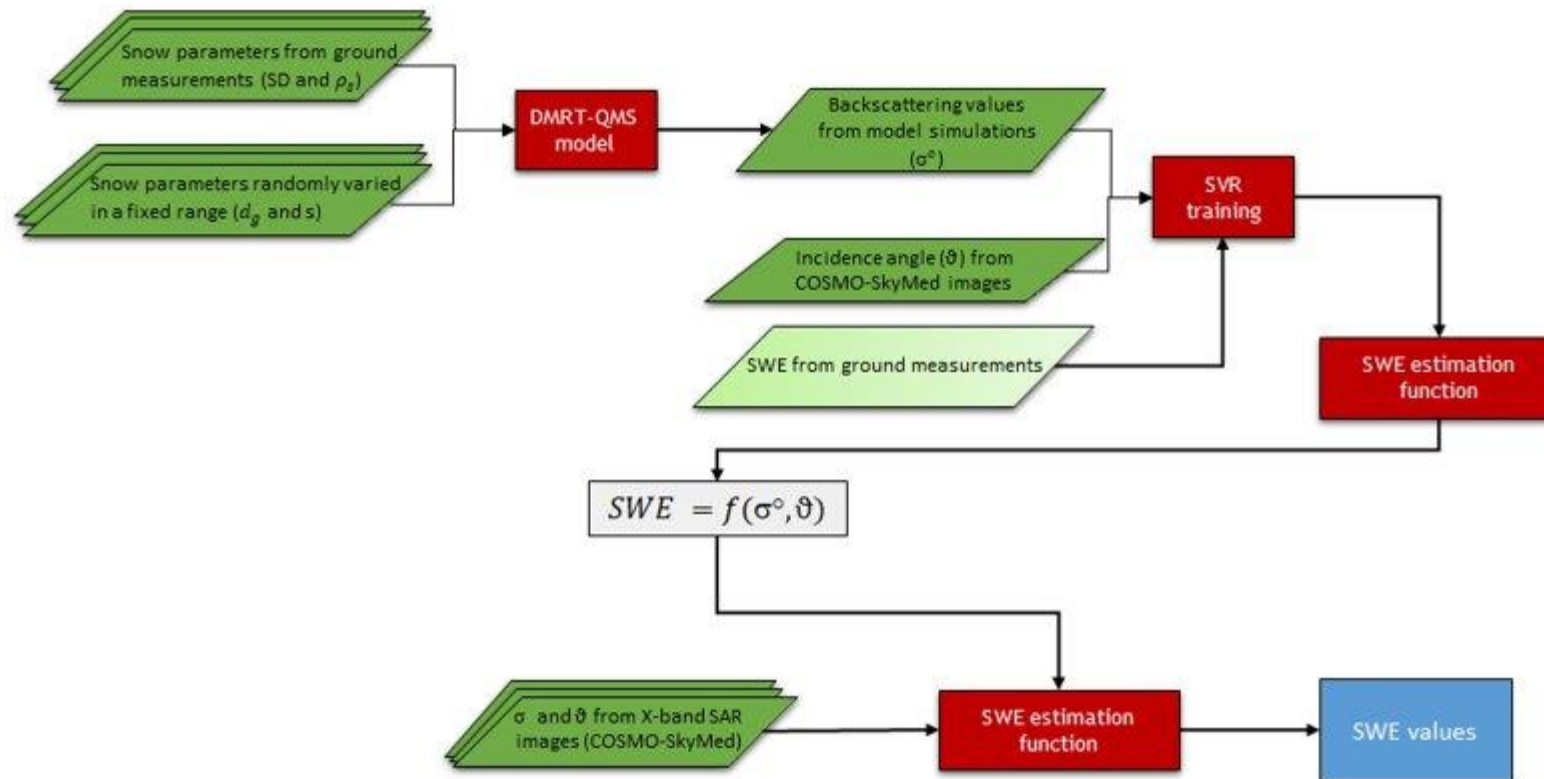 Snow parameters from ground
measurements (SD and ρₛ)
DMRT-QMS
model
Backscattering values
from model simulations
(σ°)
Snow parameters randomly varied
in a fixed range (d_g and s)
SVR
training
Incidence angle (ϑ) from
COSMO-SkyMed images
SWE from ground measurements
SWE estimation
function
SWE = f(σ°,ϑ)
σ and ϑ from X-band SAR
images (COSMO-SkyMed)
SWE estimation
function
SWE values